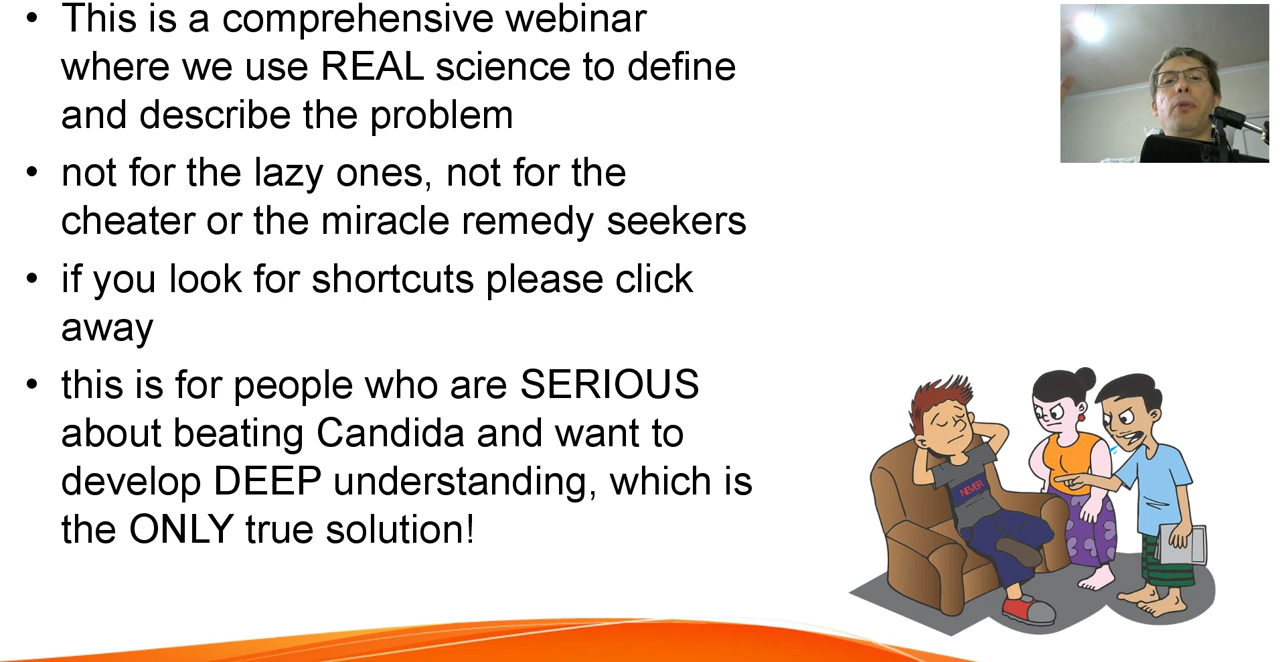 • This is a comprehensive webinar
where we use REAL science to define
and describe the problem
• not for the lazy ones, not for the
cheater or the miracle remedy seekers
• if you look for shortcuts please click
away
• this is for people who are SERIOUS
about beating Candida and want to
develop DEEP understanding, which is
the ONLY true solution!
NEVER